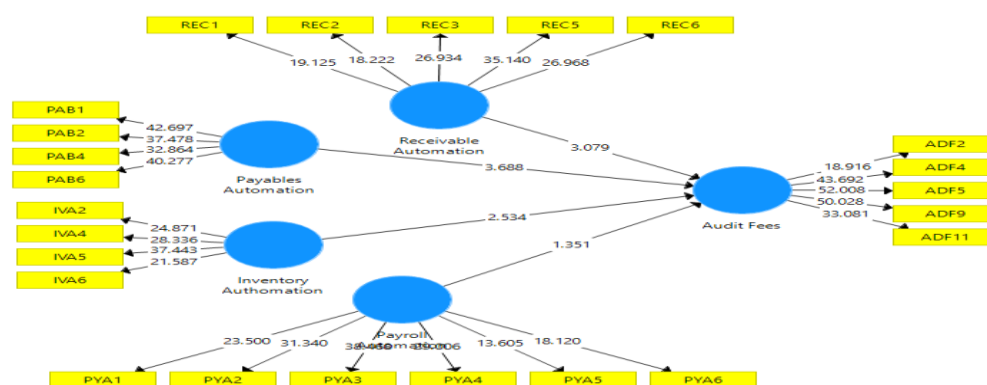 REC1 REC2 REC3 REC5 REC6
19.125 18.222 26.934 35.140 26.968
Receivable
Automation
PAB1
PAB2
PAB4
PAB6
42.697
37.478
32.864
40.277
Payables
Automation
3.079
3.688
IVA2
IVA4
IVA5
IVA6
24.871
28.336
37.443
21.587
Inventory
Authomation
2.534
1.351
Audit Fees
18.916
43.692
52.008
50.028
33.081
ADF2
ADF4
ADF5
ADF9
ADF11
Payroll
Automation
23.500 31.340 13.605 18.120
PYA1 PYA2 PYA3 PYA4 PYA5 PYA6